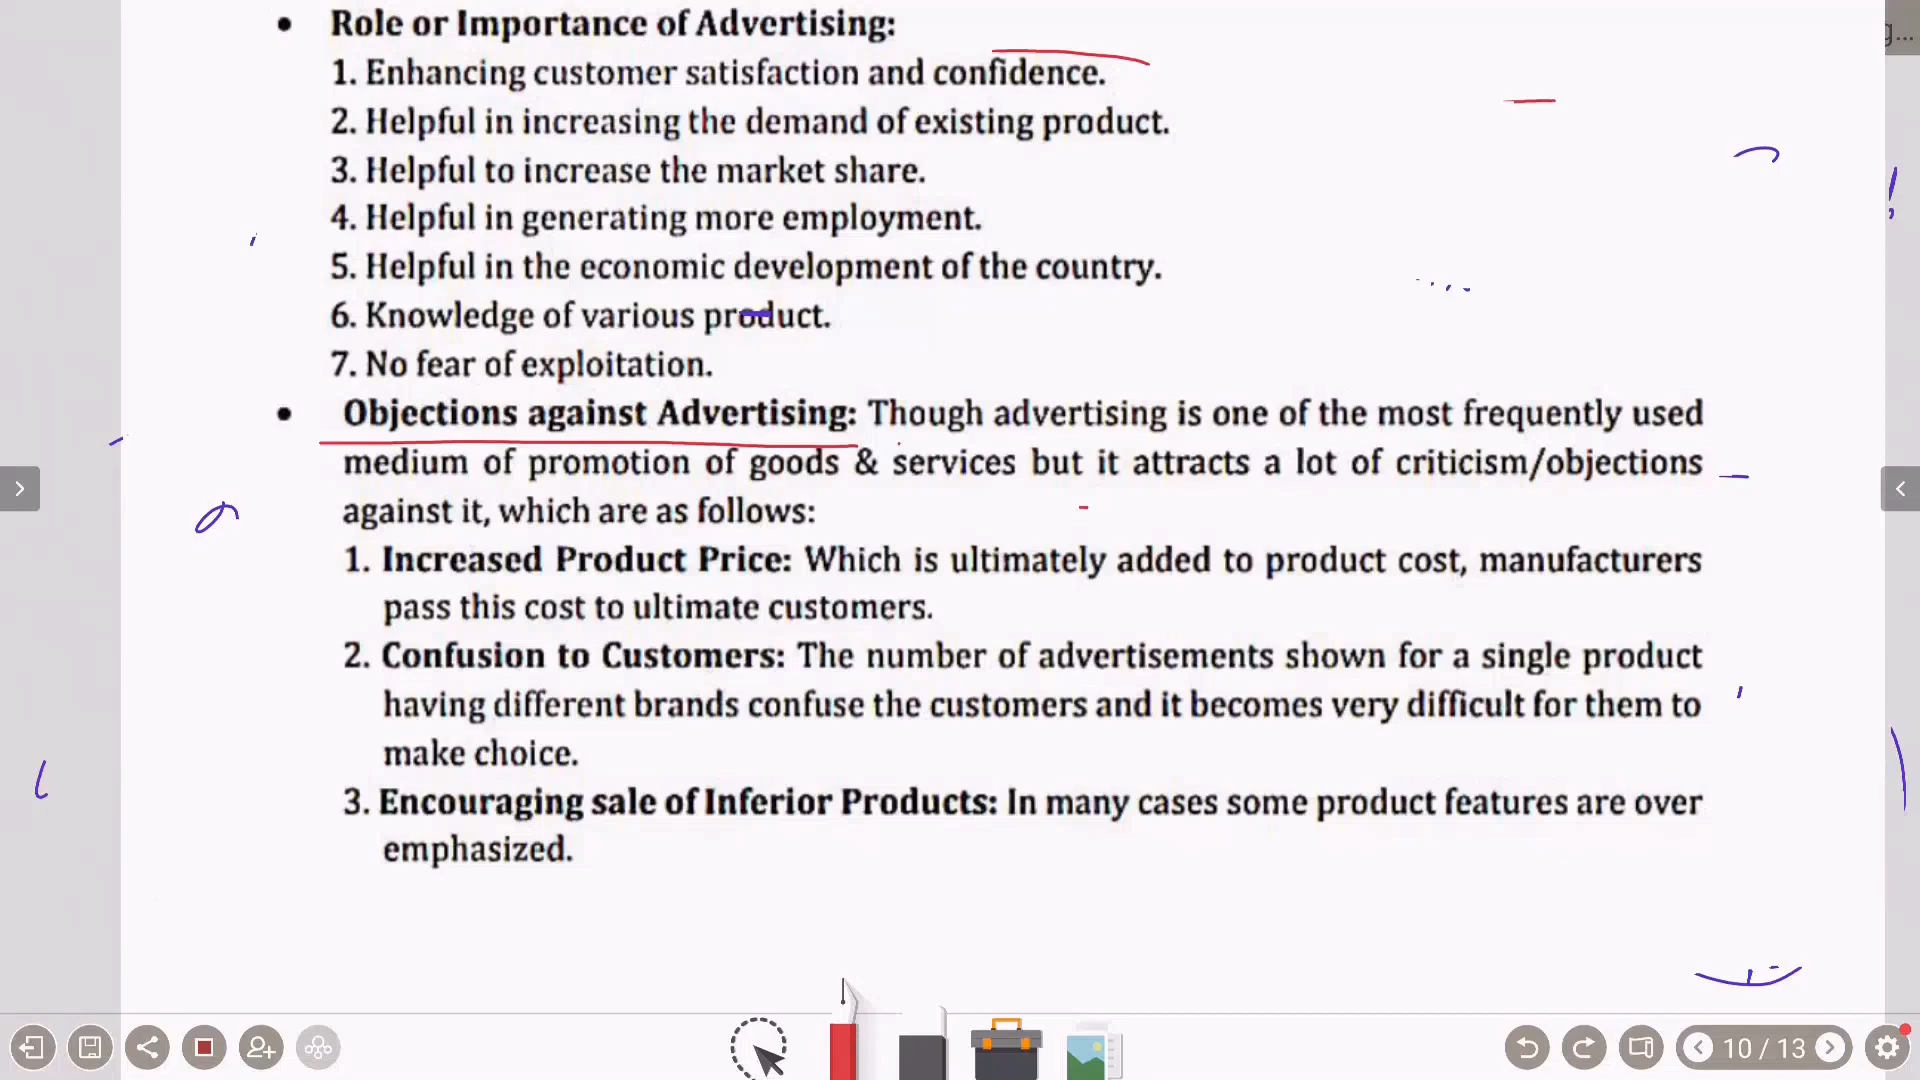 • Role or Importance of Advertising:
1. Enhancing customer satisfaction and confidence.
2. Helpful in increasing the demand of existing product.
3. Helpful to increase the market share.
4. Helpful in generating more employment.
5. Helpful in the economic development of the country.
6. Knowledge of various product.
7. No fear of exploitation.
• Objections against Advertising: Though advertising is one of the most frequently used
medium of promotion of goods & services but it attracts a lot of criticism/objections
against it, which are as follows:
1. Increased Product Price: Which is ultimately added to product cost, manufacturers
pass this cost to ultimate customers.
2. Confusion to Customers: The number of advertisements shown for a single product
having different brands confuse the customers and it becomes very difficult for them to
make choice.
3. Encouraging sale of Inferior Products: In many cases some product features are over
emphasized.
10 / 13